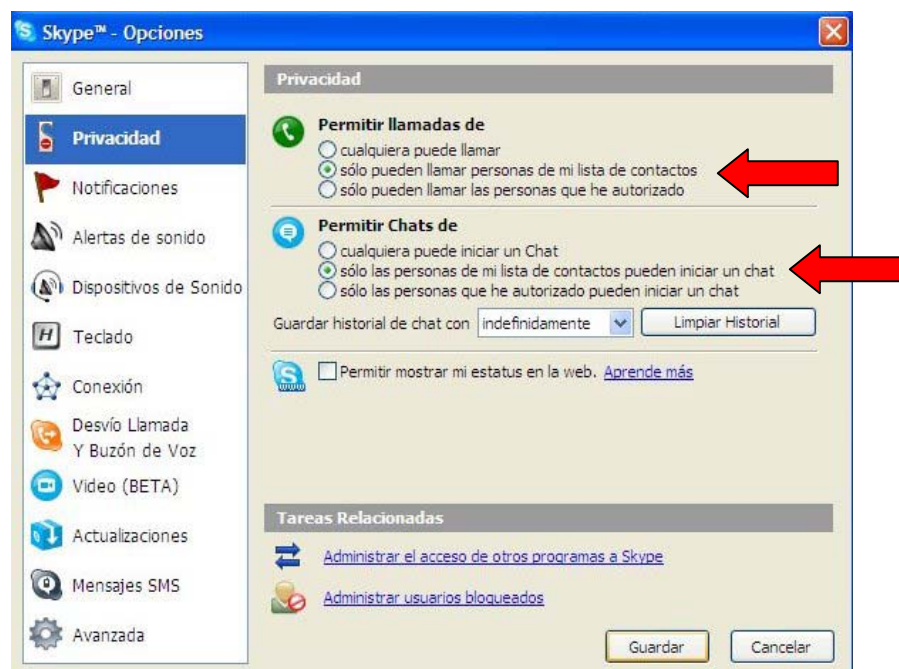 Skype™ - Opciones
General
Privacidad
Notificaciones
Alertas de sonido
Dispositivos de Sonido
H Teclado
Conexión
Desvío Llamada
Y Buzón de Voz
Video (BETA)
Actualizaciones
Mensajes SMS
Avanzada
Privacidad
Permitir llamadas de
cualquiera puede llamar
sólo pueden llamar personas de mi lista de contactos
sólo pueden llamar las personas que he autorizado
Permitir Chats de
cualquiera puede iniciar un Chat
sólo las personas de mi lista de contactos pueden iniciar un chat
sólo las personas que he autorizado pueden iniciar un chat
Guardar historial de chat con indefinidamente Limpiar Historial
Permitir mostrar mi estatus en la web. Aprende más
Tareas Relacionadas
Administrar el acceso de otros programas a Skype
Administrar usuarios bloqueados
Guardar Cancelar